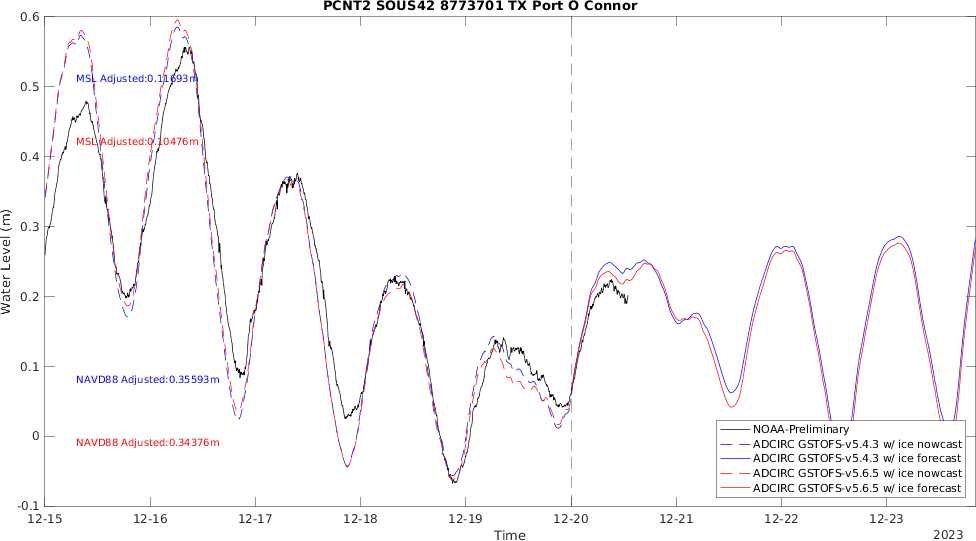 PCNT2 SOUS42 8773701 TX Port O Connor
0.6
0.5
0.4
0.3
0.2
0.1
0
-0.1
Water Level (m)
MSL Adjusted:0.11693m
MSL Adjusted:0.10476m
NAVD88 Adjusted:0.35593m
NAVD88 Adjusted:0.34376m
NOAA-Preliminary
ADCIRC GSTOFS-v5.4.3 w/ ice nowcast
ADCIRC GSTOFS-v5.4.3 w/ ice forecast
ADCIRC GSTOFS-v5.6.5 w/ ice nowcast
ADCIRC GSTOFS-v5.6.5 w/ ice forecast
12-15 12-16 12-17 12-18 12-19 12-20 12-21 12-22 12-23
Time
2023